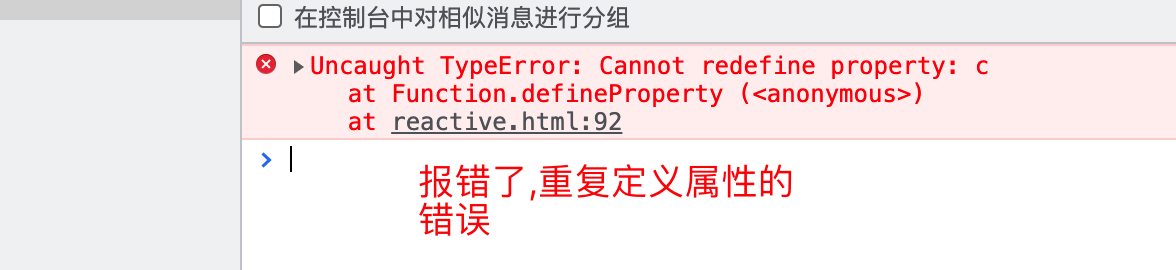 在控制台中对相似消息进行分组
Uncaught TypeError: Cannot redefine property: c
at Function.defineProperty (<anonymous>)
at reactive.html:92
报错了,重复定义属性的
错误